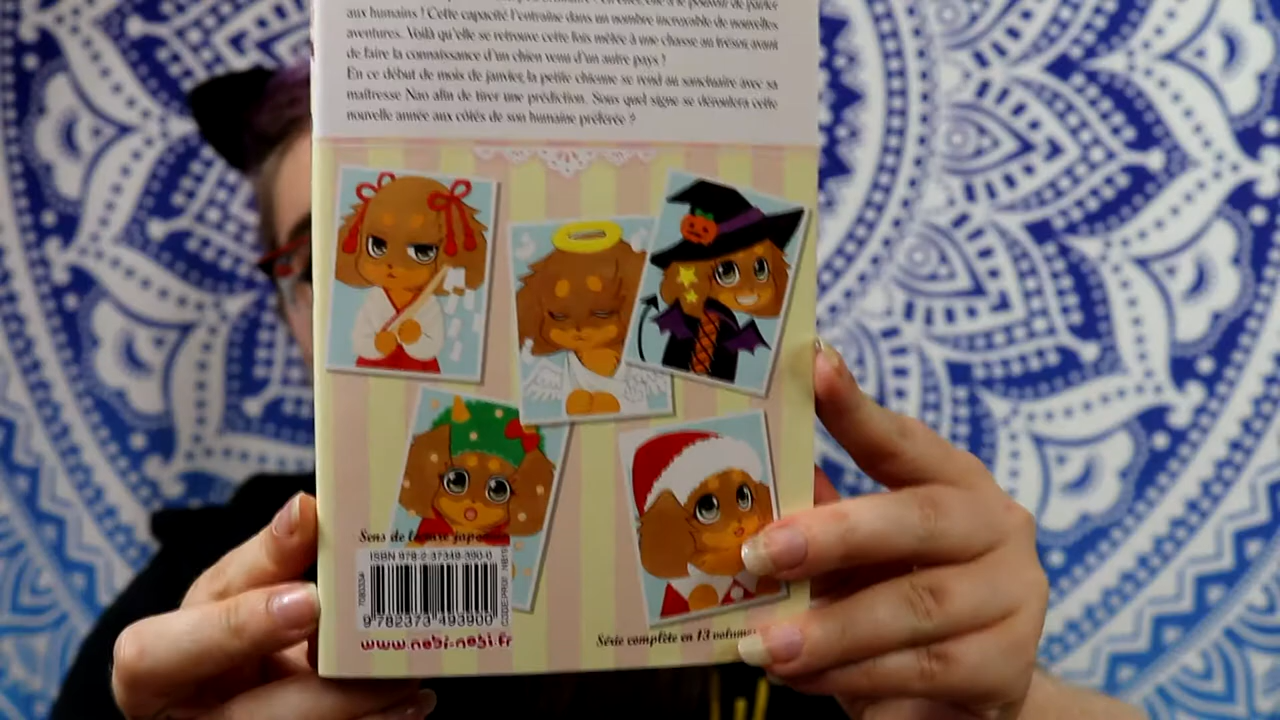 aux humains ! Cette capacité l'entraîne dans un nombre incroyable de nouvelles
aventures. Voilà qu'elle se retrouve cette fois mêlée à une chasse au trésor avant
de faire la connaissance d'un chien venu d'un autre pays ?
En ce début de mois de janvier, la petite chienne se rend au sanctuaire avec sa
maîtresse Nao afin de tirer une prédiction. Sous quel signe se déroulera cette
nouvelle année aux côtés de son humaine préférée ?
Sens de lecture japonais
ISBN 978-2-37349-390-0
9 782373 493900
www.nobi-nobi.fr
Série complète en 13 volumes